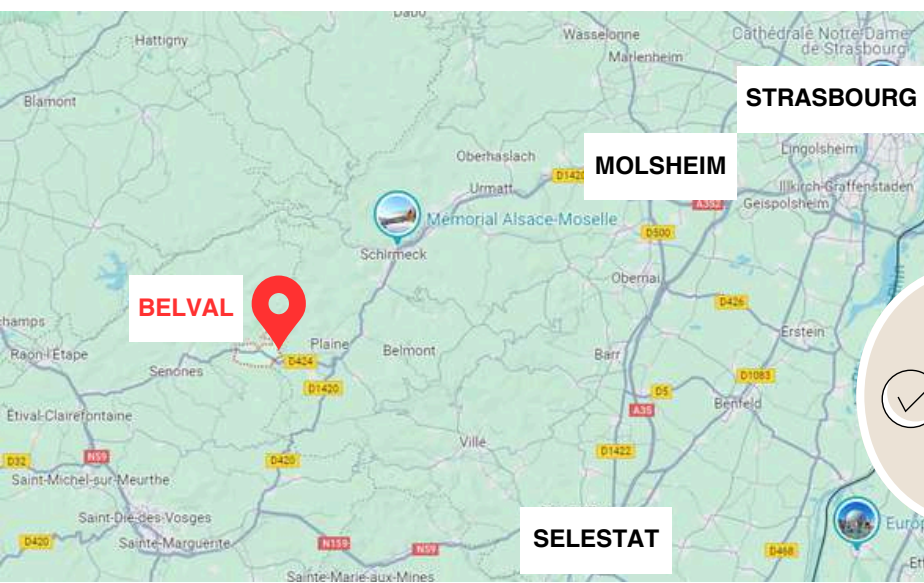 Dabo
Hattigny
Wasselonne
Cathédrale Notre-Dame
de Strasbourg
Marlenheim
Blamont
STRASBOURG
Oberhaslach
D1420
MOLSHEIM
Lingolsheim
Urmatt
Illkirch-Graffenstaden
A352
Geispolsheim
Mémorial Alsace-Moselle
D500
Schirmeck
Obernai
BELVAL
D426
champs
Raon-l'Étape
Plaine
Belmont
Barr
Erstein
D424
Senones
D1420
D1083
D5
Benfeld
A35
Étival-Clairefontaine
Villé
D1422
N59
D32
D420
Saint-Michel-sur-Meurthe
Saint-Dié-des-Vosges
Europ
SELESTAT
D420
Sainte-Marguerite
N159
N59
D468
Sainte-Marie-aux-Mines